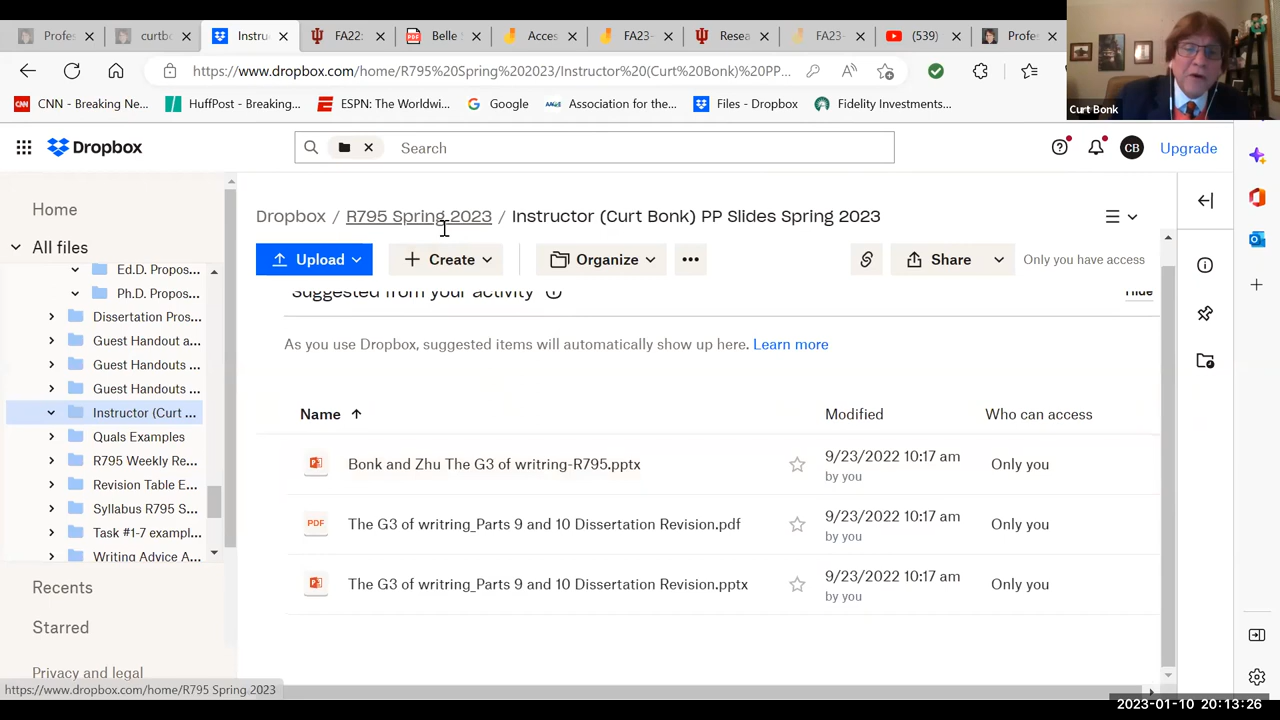 Profes
curtbo
Instruc
FA22:
Belle
Acces
FA23-
Resea
FA23-
(539)
Profes
https://www.dropbox.com/home/R795%20Spring%202023/Instructor%20(Curt%20Bonk)%20PP...
CNN - Breaking Ne...
HuffPost - Breaking...
ESPN: The Worldwi...
Google
Association for the...
Files - Dropbox
Fidelity Investments...
Curt Bonk
Dropbox
Search
CB
Upgrade
Home
All files
Ed.D. Propos...
Ph.D. Propos...
Dissertation Pros...
Guest Handout a...
Guest Handouts ...
Guest Handouts ...
Instructor (Curt ...
Quals Examples
R795 Weekly Re...
Revision Table E...
Syllabus R795 S...
Task #1-7 exampl...
Writing Advice A...
Recents
Starred
Privacy and legal
Dropbox / R795 Spring 2023 / Instructor (Curt Bonk) PP Slides Spring 2023
Upload
Create
Organize
Share
Only you have access
Suggested from your activity
Hide
As you use Dropbox, suggested items will automatically show up here. Learn more
Name Modified Who can access
Bonk and Zhu The G3 of writring-R795.pptx 9/23/2022 10:17 am Only you
by you
PDF The G3 of writring_Parts 9 and 10 Dissertation Revision.pdf 9/23/2022 10:17 am Only you
by you
The G3 of writring_Parts 9 and 10 Dissertation Revision.pptx 9/23/2022 10:17 am Only you
by you
https://www.dropbox.com/home/R795 Spring 2023
2023-01-10 20:13:26